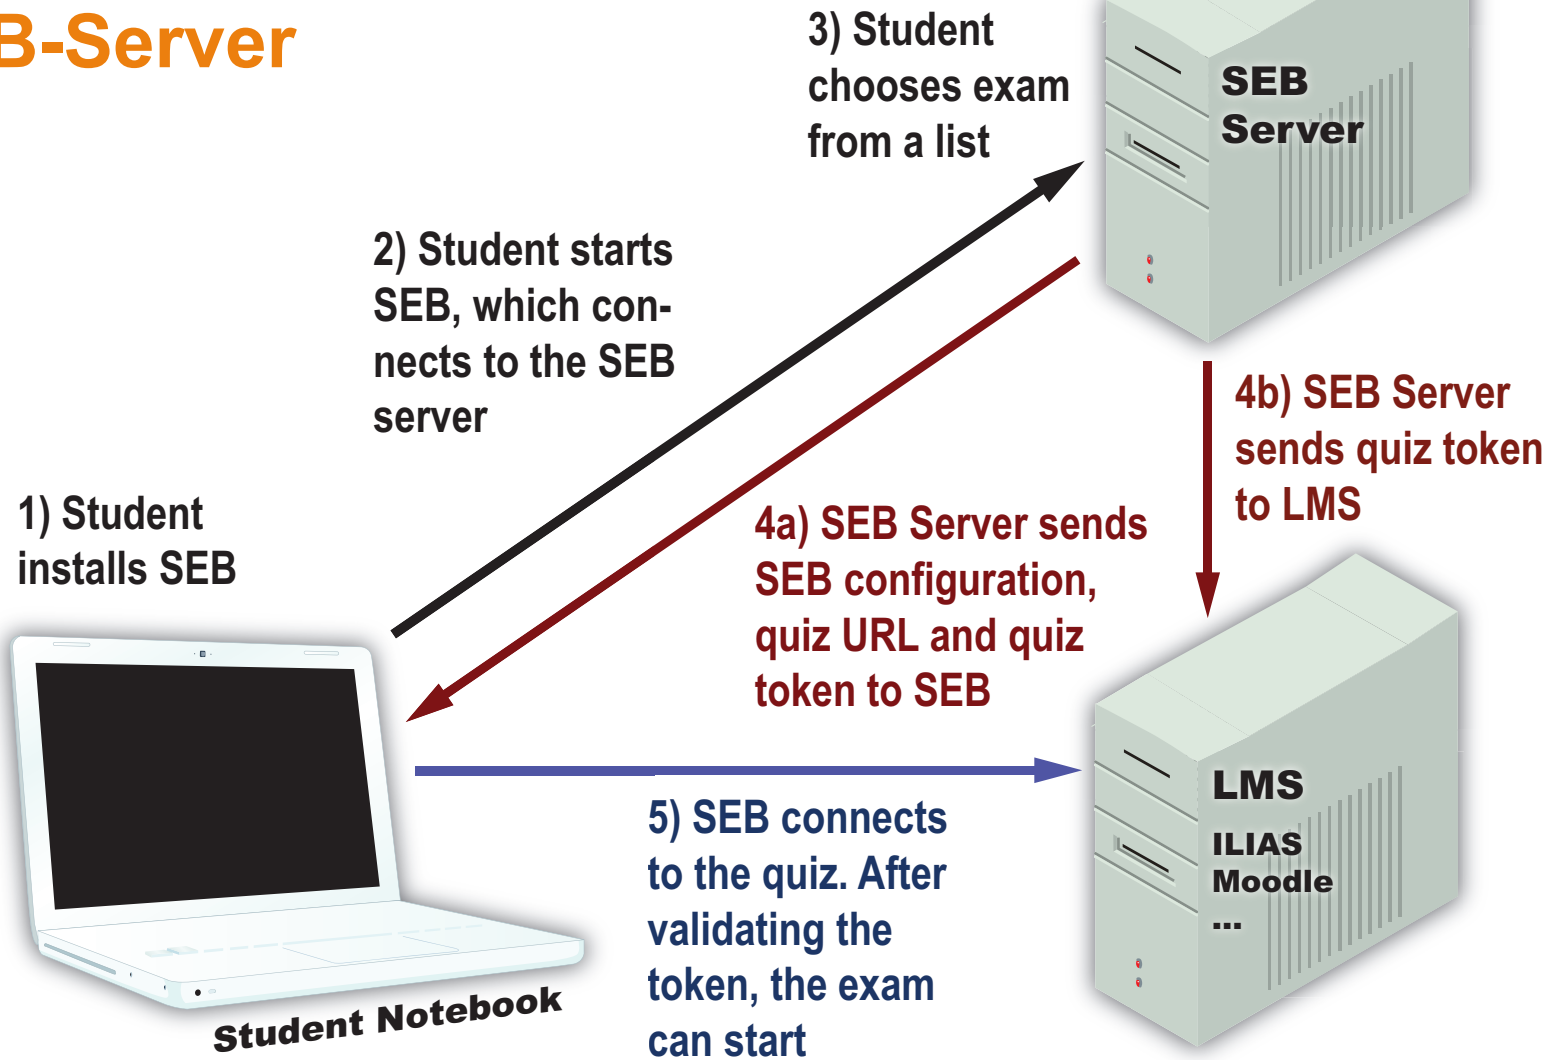 B-Server
3) Student
chooses exam
from a list
SEB
Server
2) Student starts
SEB, which con-
nects to the SEB
server
4b) SEB Server
sends quiz token
to LMS
1) Student
installs SEB
4a) SEB Server sends
SEB configuration,
quiz URL and quiz
token to SEB
LMS
ILIAS
Moodle
...
5) SEB connects
to the quiz. After
validating the
token, the exam
can start
Student Notebook